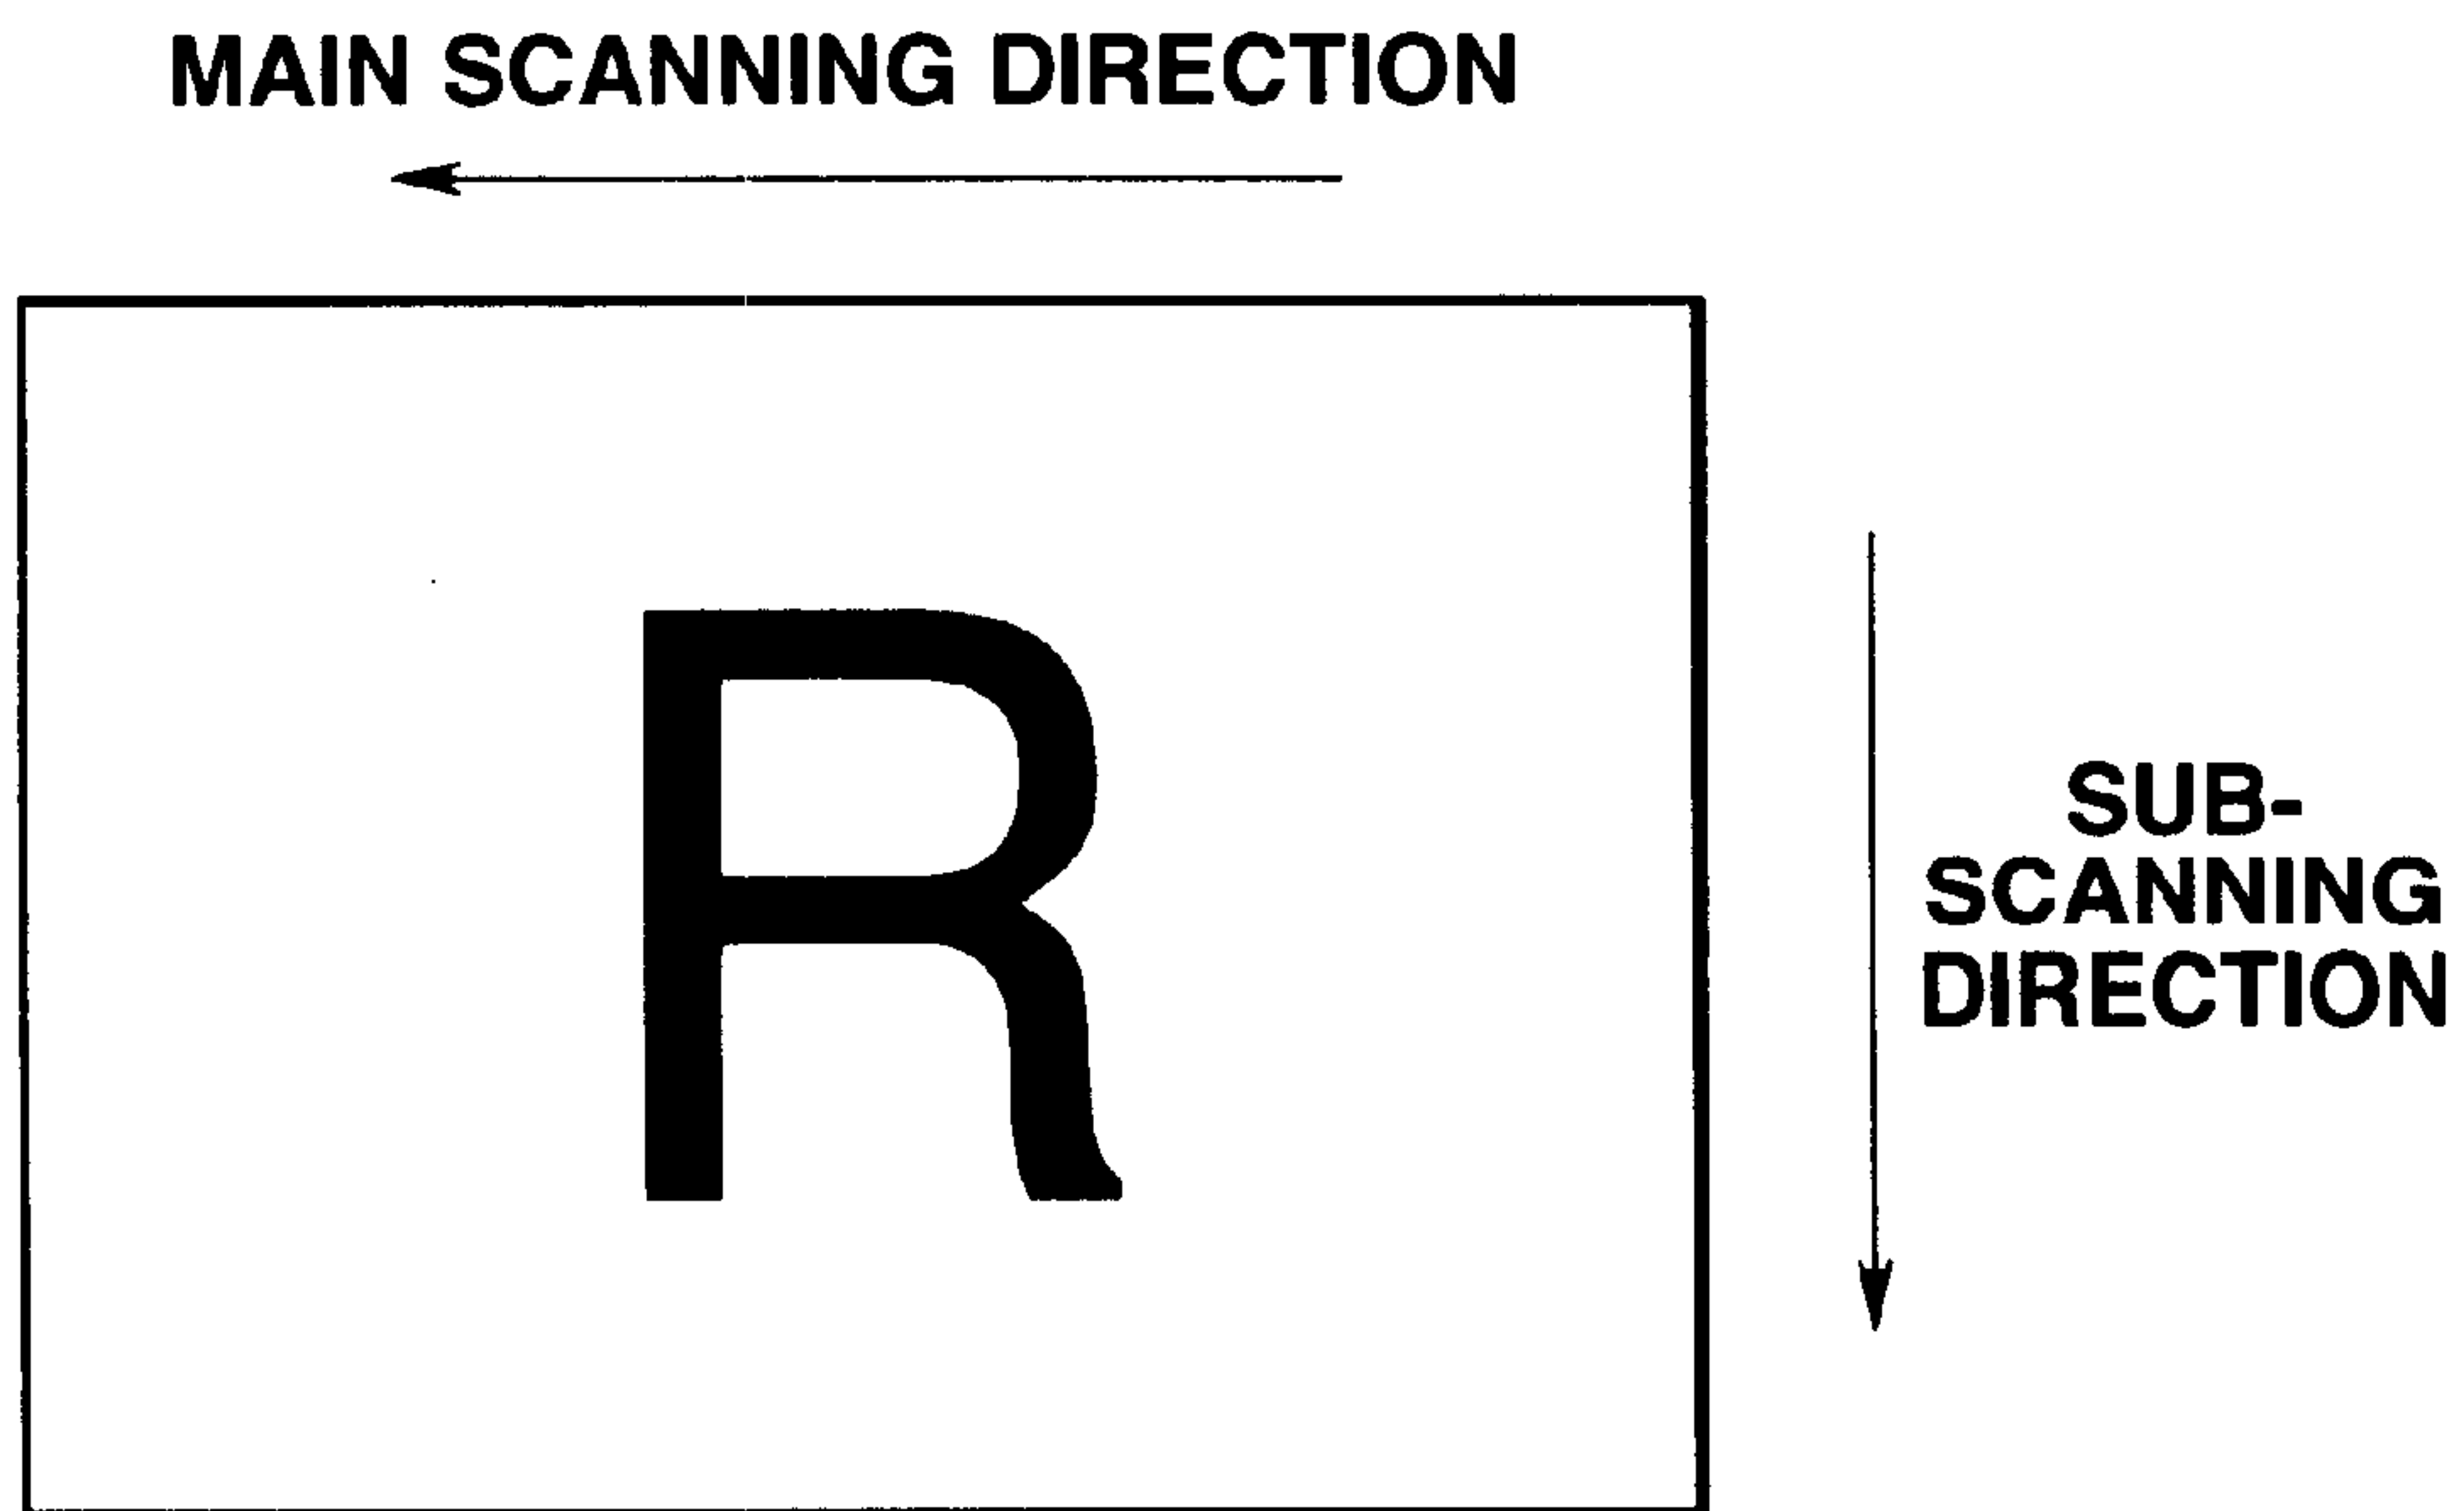 MAIN SCANNING DIRECTION
R
SUB-
SCANNING
DIRECTION